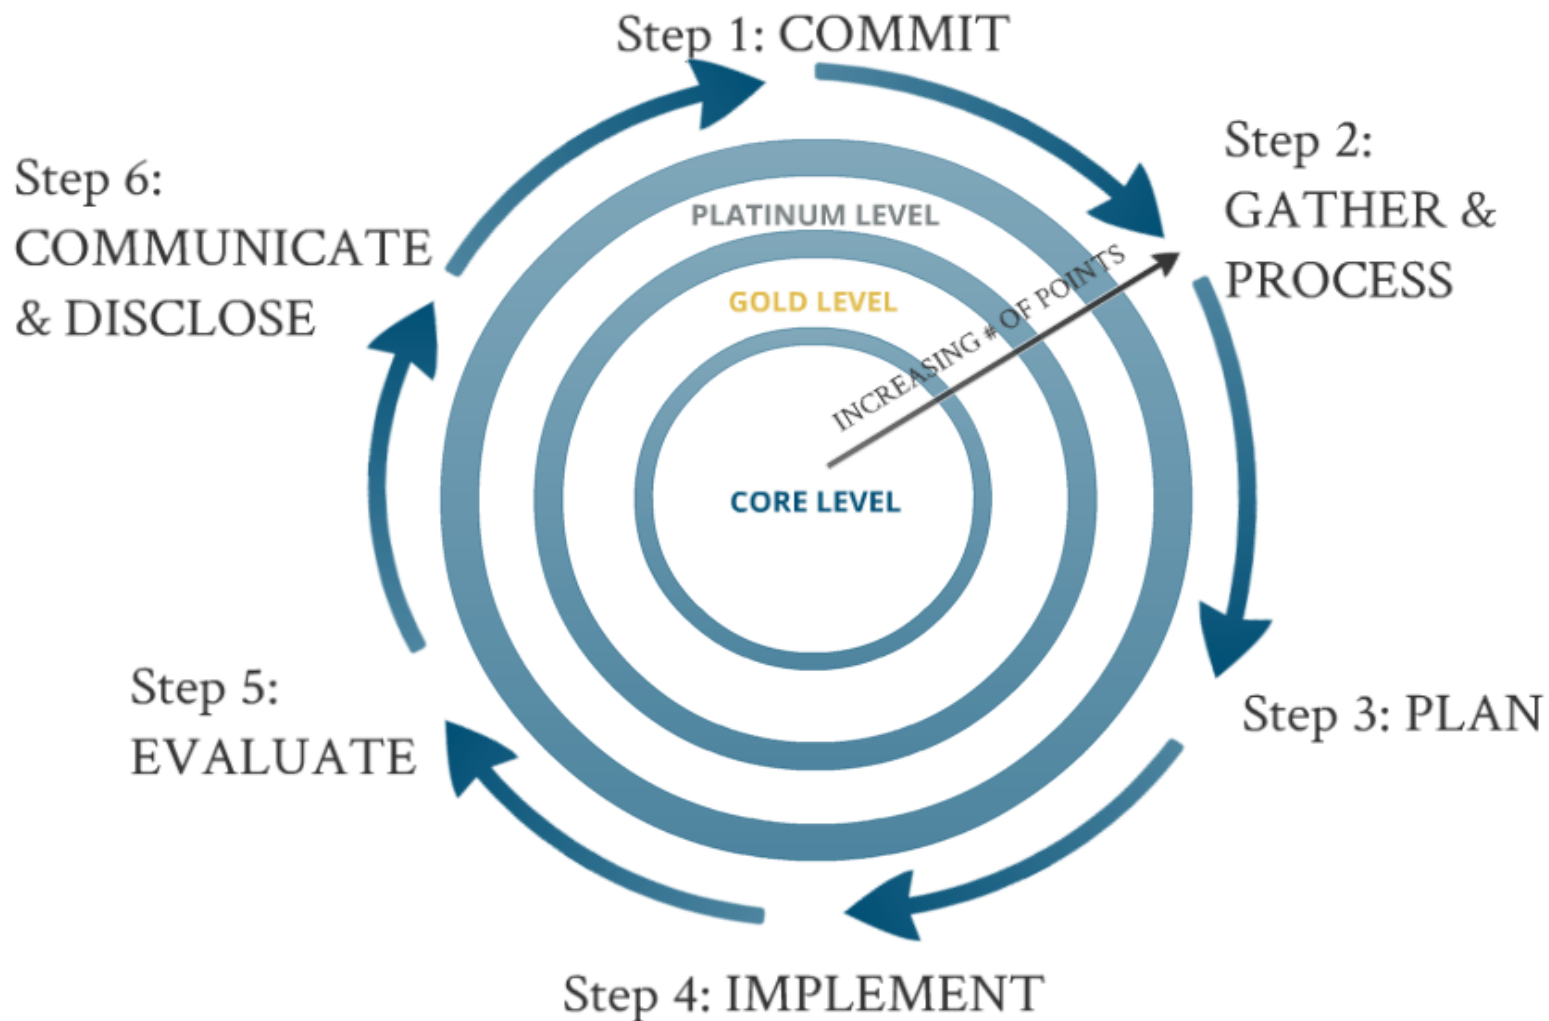 Step 1: COMMIT
Step 2:
GATHER &
PROCESS
Step 3: PLAN
Step 4: IMPLEMENT
Step 5:
EVALUATE
Step 6:
COMMUNICATE
& DISCLOSE
PLATINUM LEVEL
GOLD LEVEL
CORE LEVEL
INCREASING # OF POINTS